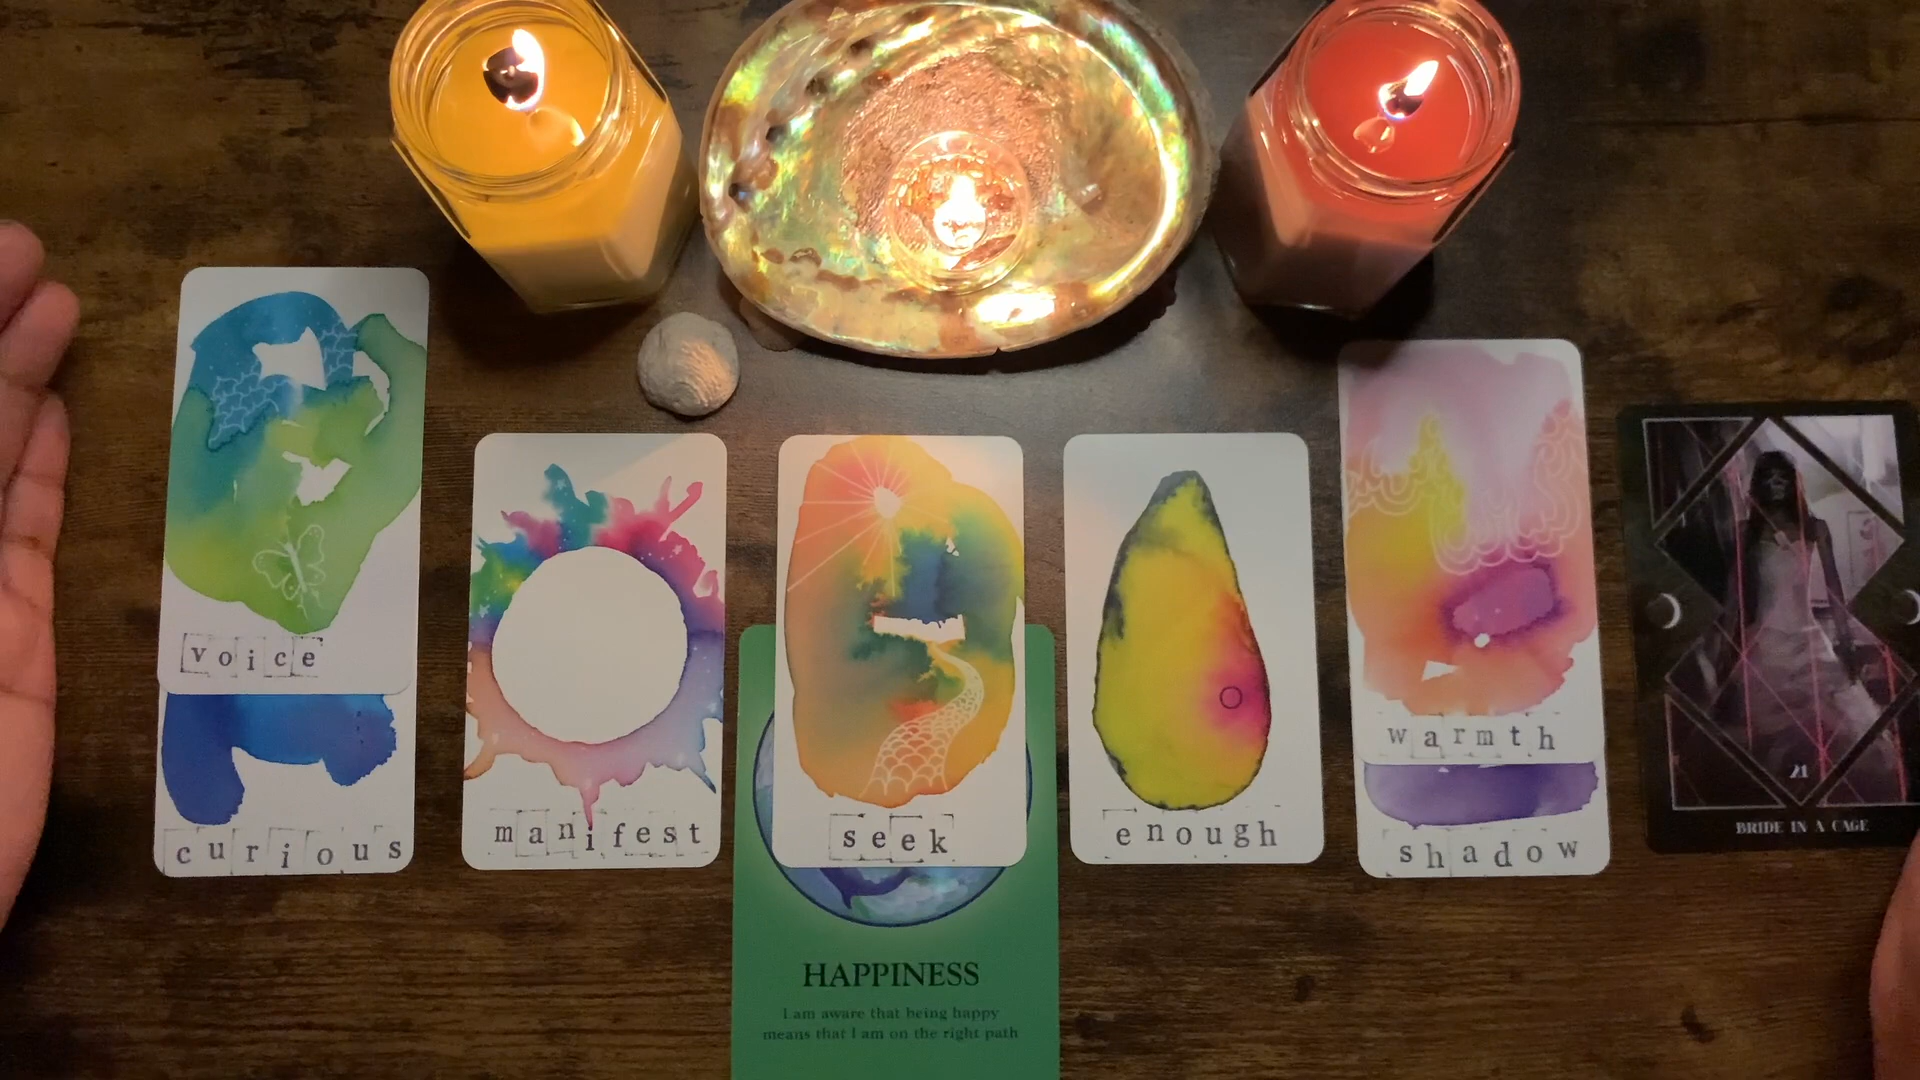 voice
curious
manifest
seek
HAPPINESS
I am aware that being happy
means that I am on the right path
enough
warmth
shadow
21
BRIDE IN A CAGE